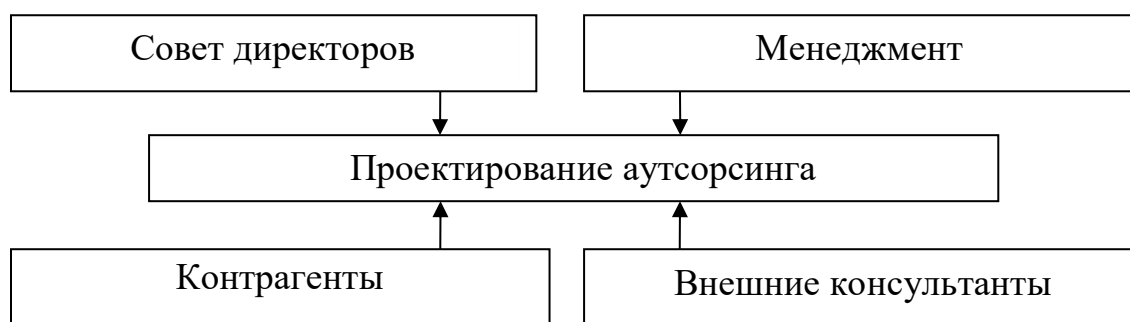 Совет директоров
Менеджмент
Проектирование аутсорсинга
Контрагенты
Внешние консультанты